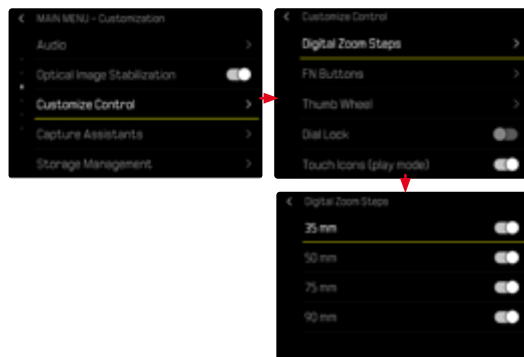 MAIN MENU - Customization
Audio
Optical Image Stabilization
Customize Control
Capture Assistants
Storage Management
Customize Control
Digital Zoom Steps
FN Buttons
Thumb Wheel
Dial Lock
Touch Icons (play mode)
Digital Zoom Steps
35 mm
50 mm
75 mm
90 mm